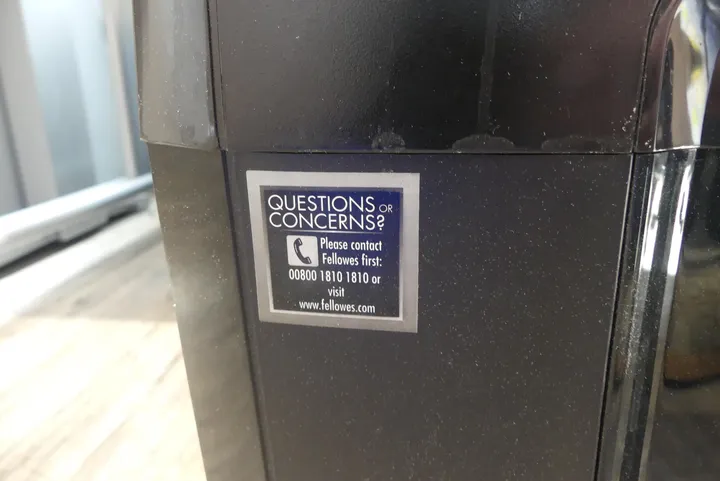 QUESTIONS OR
CONCERNS?
Please contact
Fellowes first:
00800 1810 1810 or
visit
www.fellowes.com